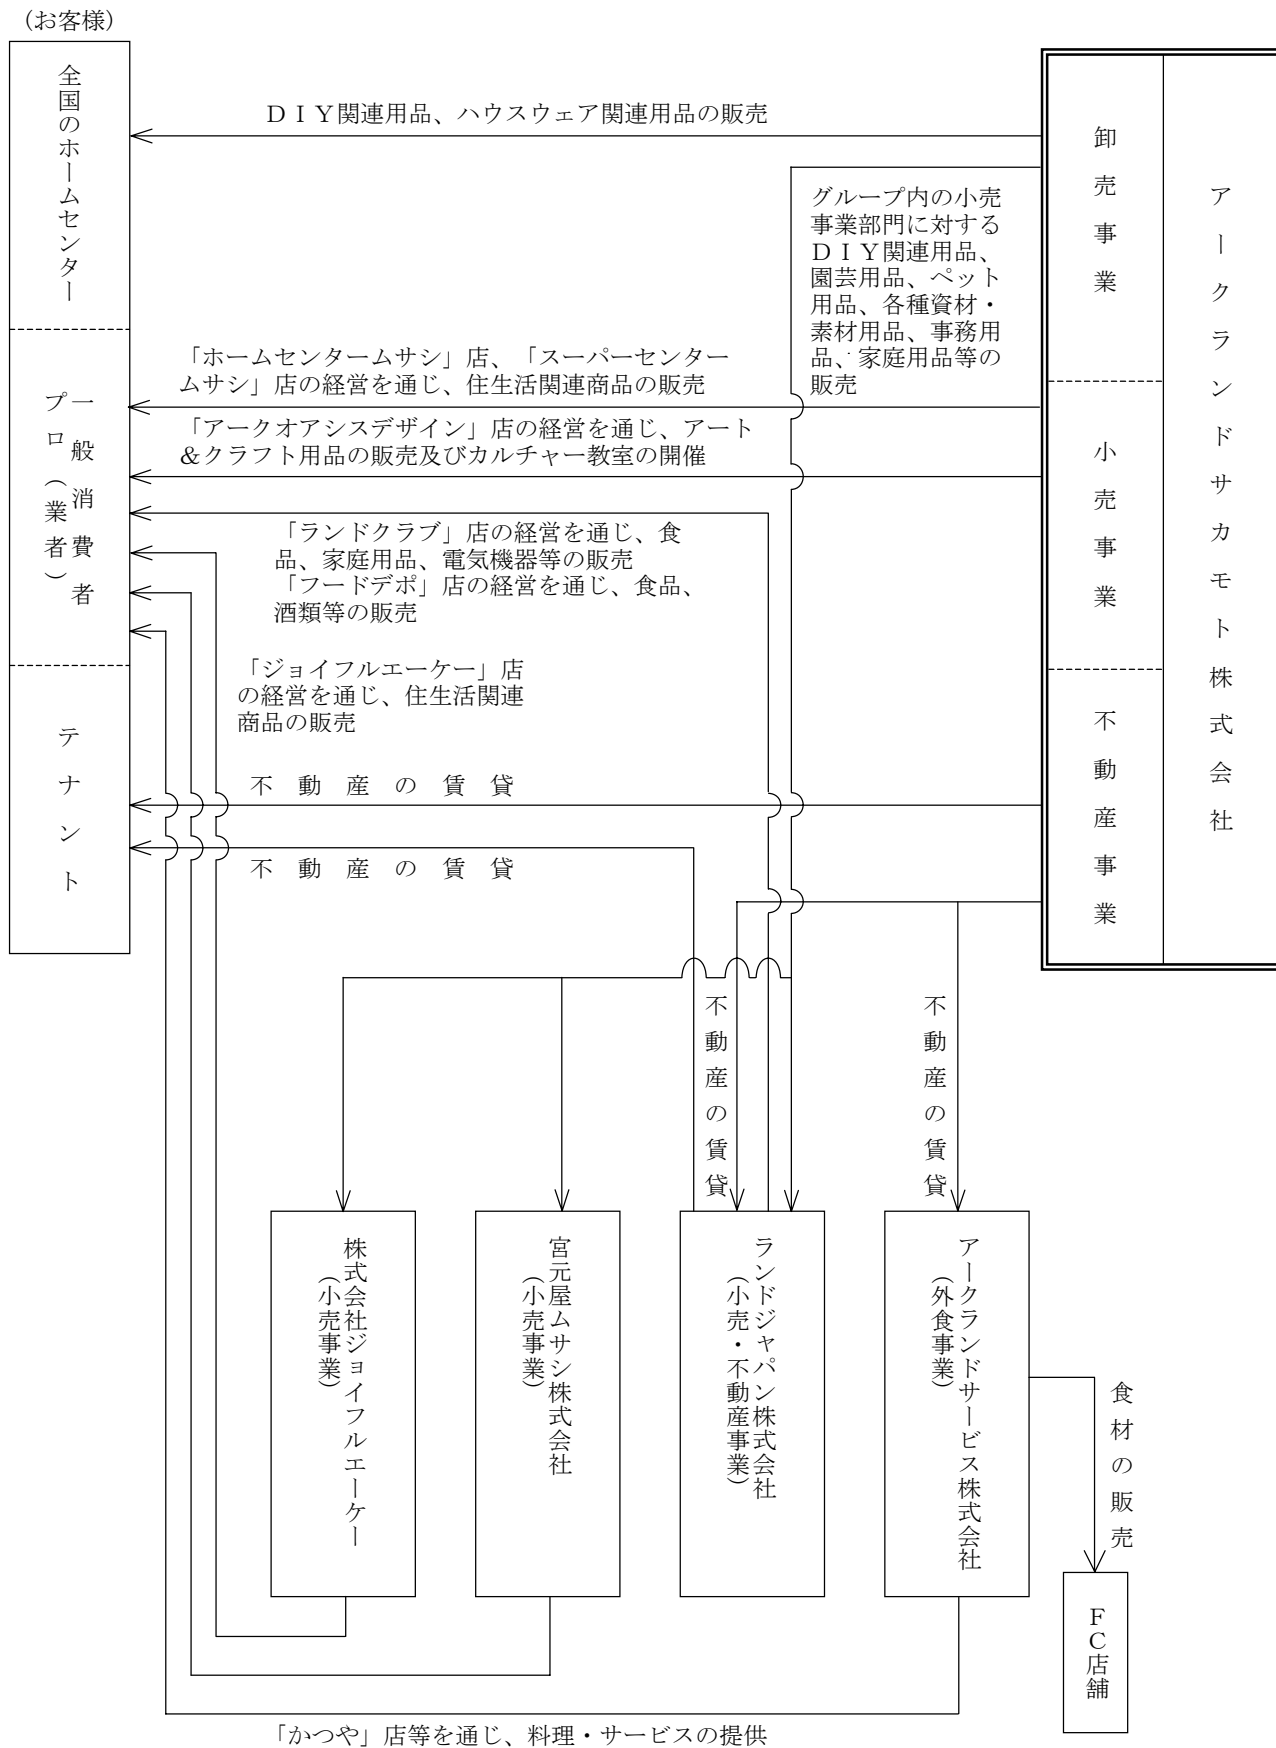 （お客様）
全国のホームセンター
一般消費者
プロ（業者）
テナント
ＤＩＹ関連用品、ハウスウェア関連用品の販売
グループ内の小売
事業部門に対する
ＤＩＹ関連用品、
園芸用品、ペット
用品、各種資材・
素材用品、事務用
品、家庭用品等の
販売
「ホームセンタームサシ」店、「スーパーセンター
ムサシ」店の経営を通じ、住生活関連商品の販売
「アークオアシスデザイン」店の経営を通じ、アート
＆クラフト用品の販売及びカルチャー教室の開催
「ランドクラブ」店の経営を通じ、食
品、家庭用品、電気機器等の販売
「フードデポ」店の経営を通じ、食品、
酒類等の販売
「ジョイフルエーケー」店
の経営を通じ、住生活関連
商品の販売
不動産の賃貸
不動産の賃貸
卸売事業
小売事業
不動産事業
アークランドサカモト株式会社
不動産の賃貸
不動産の賃貸
株式会社ジョイフルエーケー
（小売事業）
宮元屋ムサシ株式会社
（小売事業）
ランドジャパン株式会社
（小売・不動産事業）
アークランドサービス株式会社
（外食事業）
食材の販売
ＦＣ店舗
「かつや」店等を通じ、料理・サービスの提供